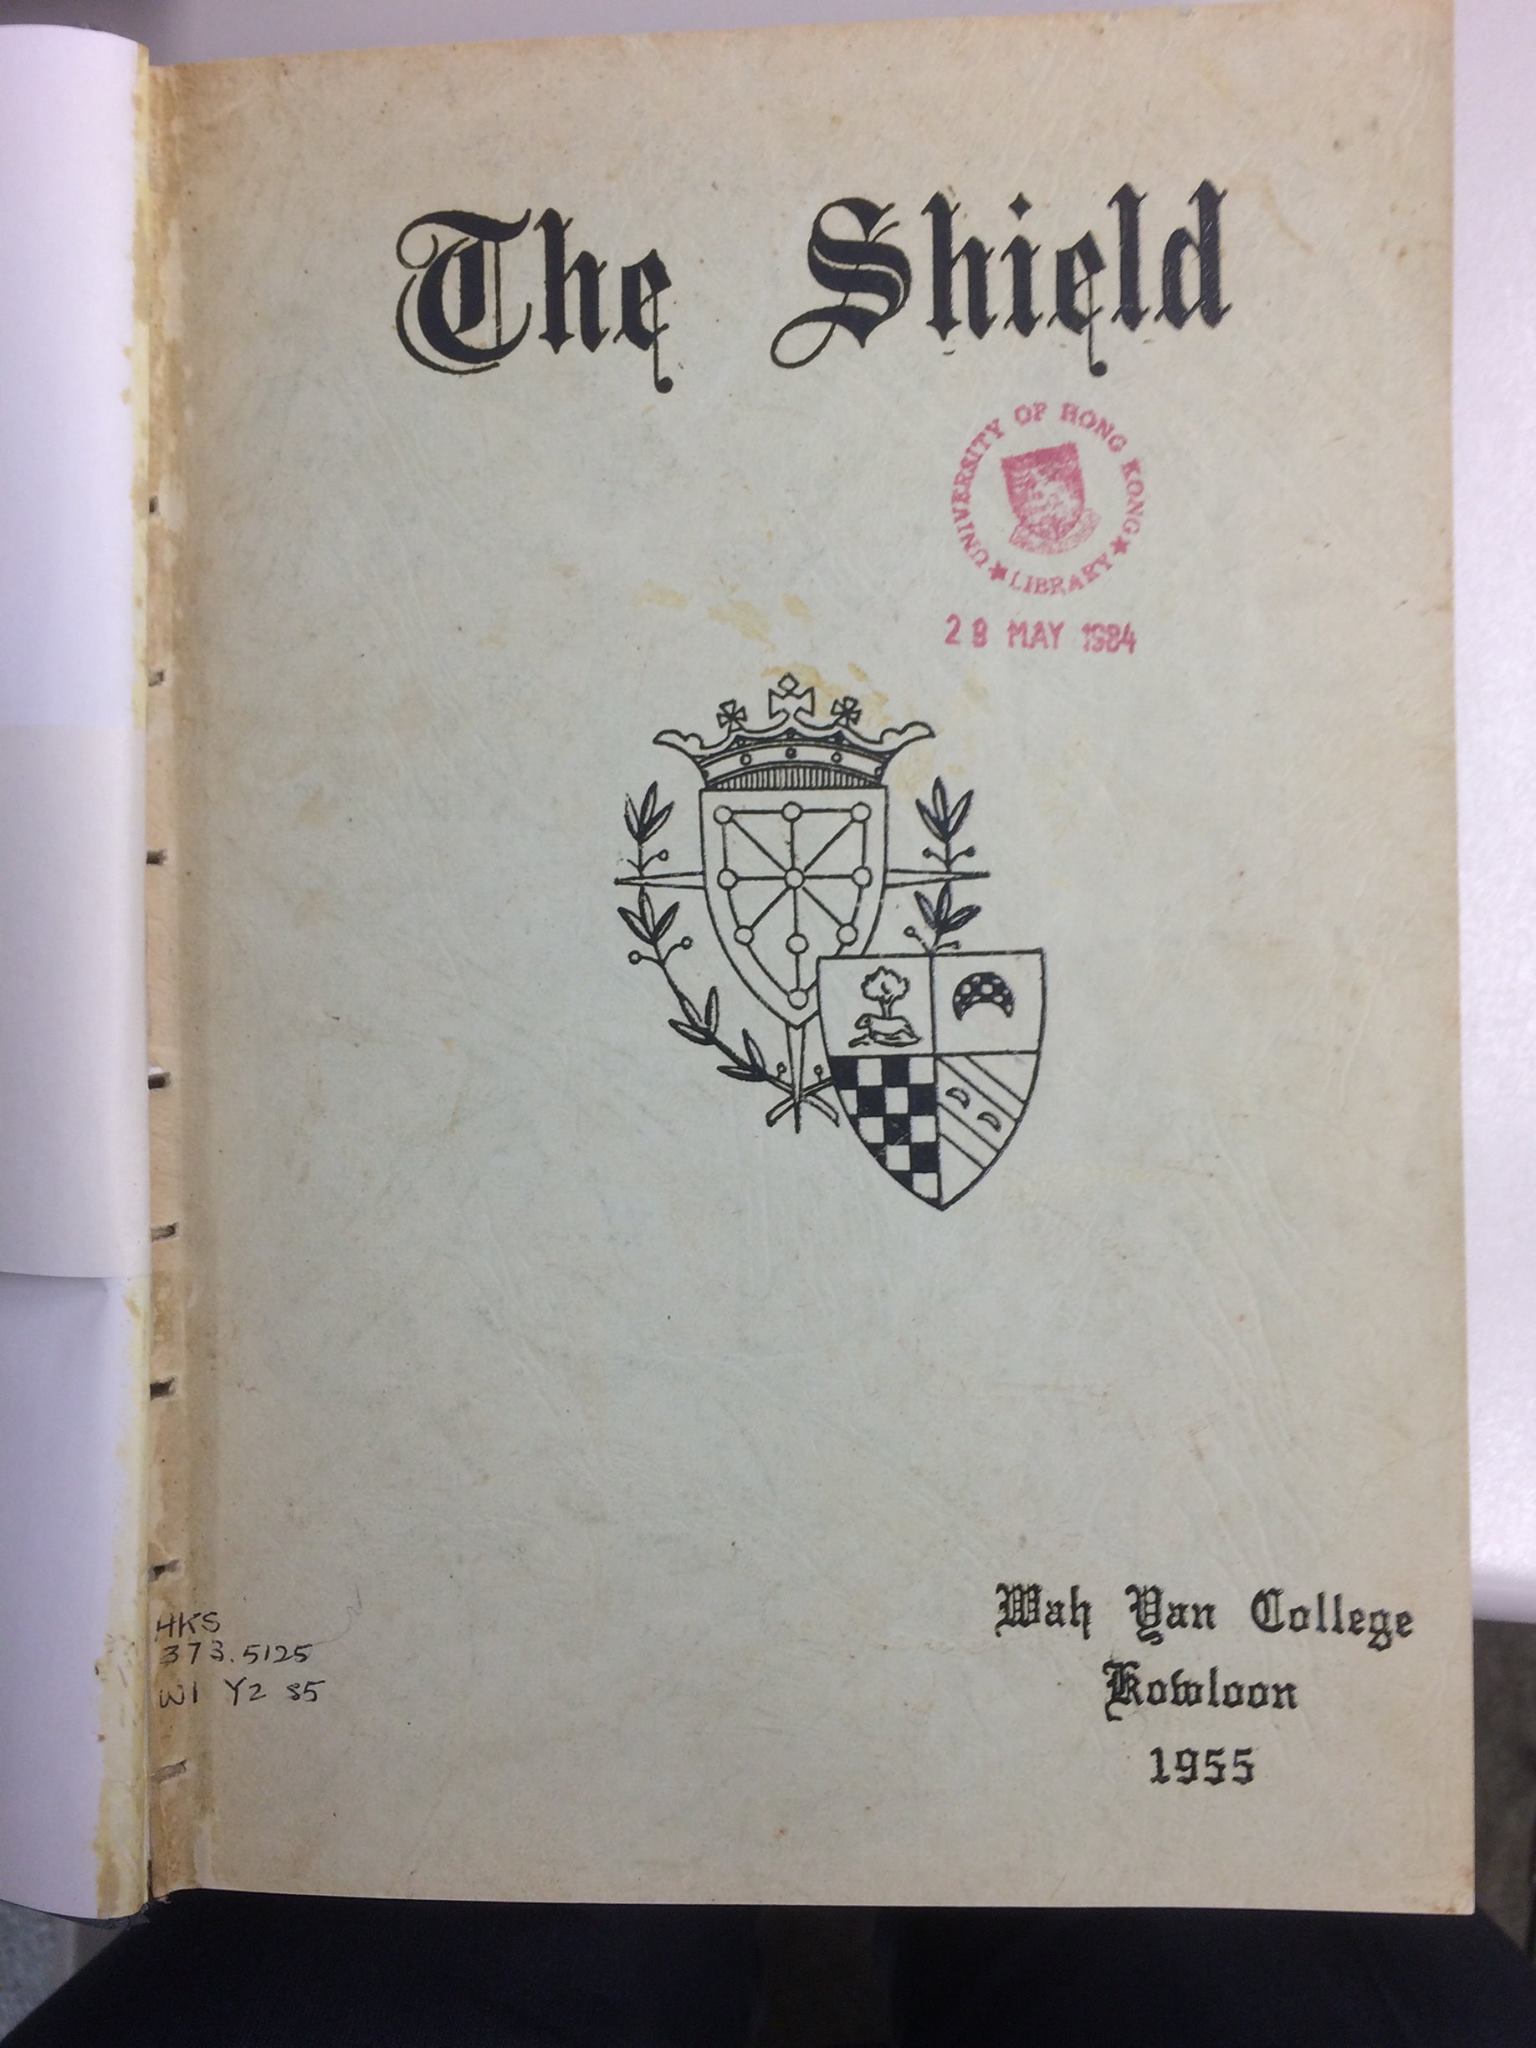 The Shield
UNIVERSITY OF HONG KONG
★ LIBRARY ★
28 MAY 1984
Wah Yan College
Kowloon
1955
HKS
373.5125
W1 Y2 S5